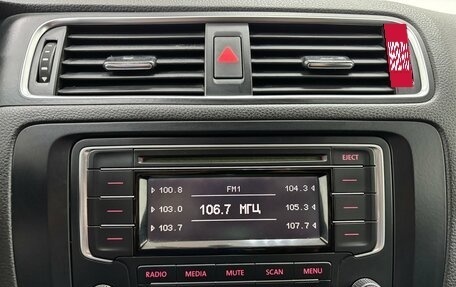 EJECT
100.8 FM1 104.3
103.0 106.7 МГЦ 105.3
103.7 107.7
RADIO MEDIA MUTE SCAN MENU